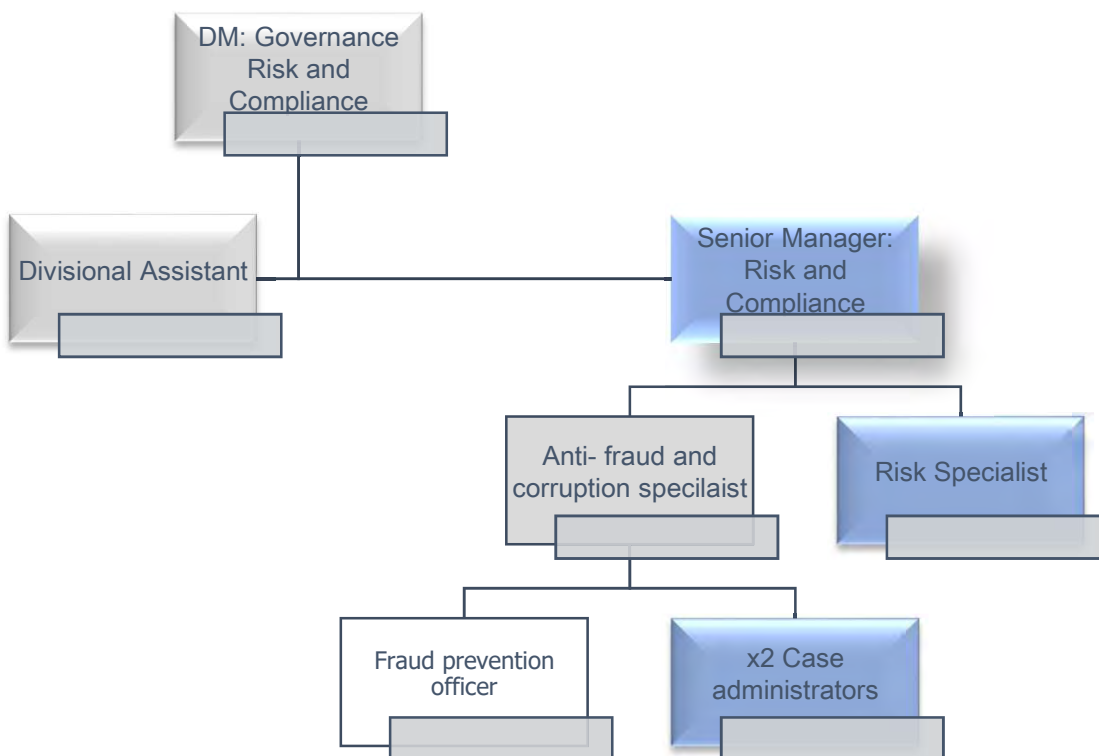 DM: Governance
Risk and
Compliance
Divisional Assistant
Senior Manager:
Risk and
Compliance
Anti- fraud and
corruption specilaist
Risk Specialist
Fraud prevention
officer
x2 Case
administrators